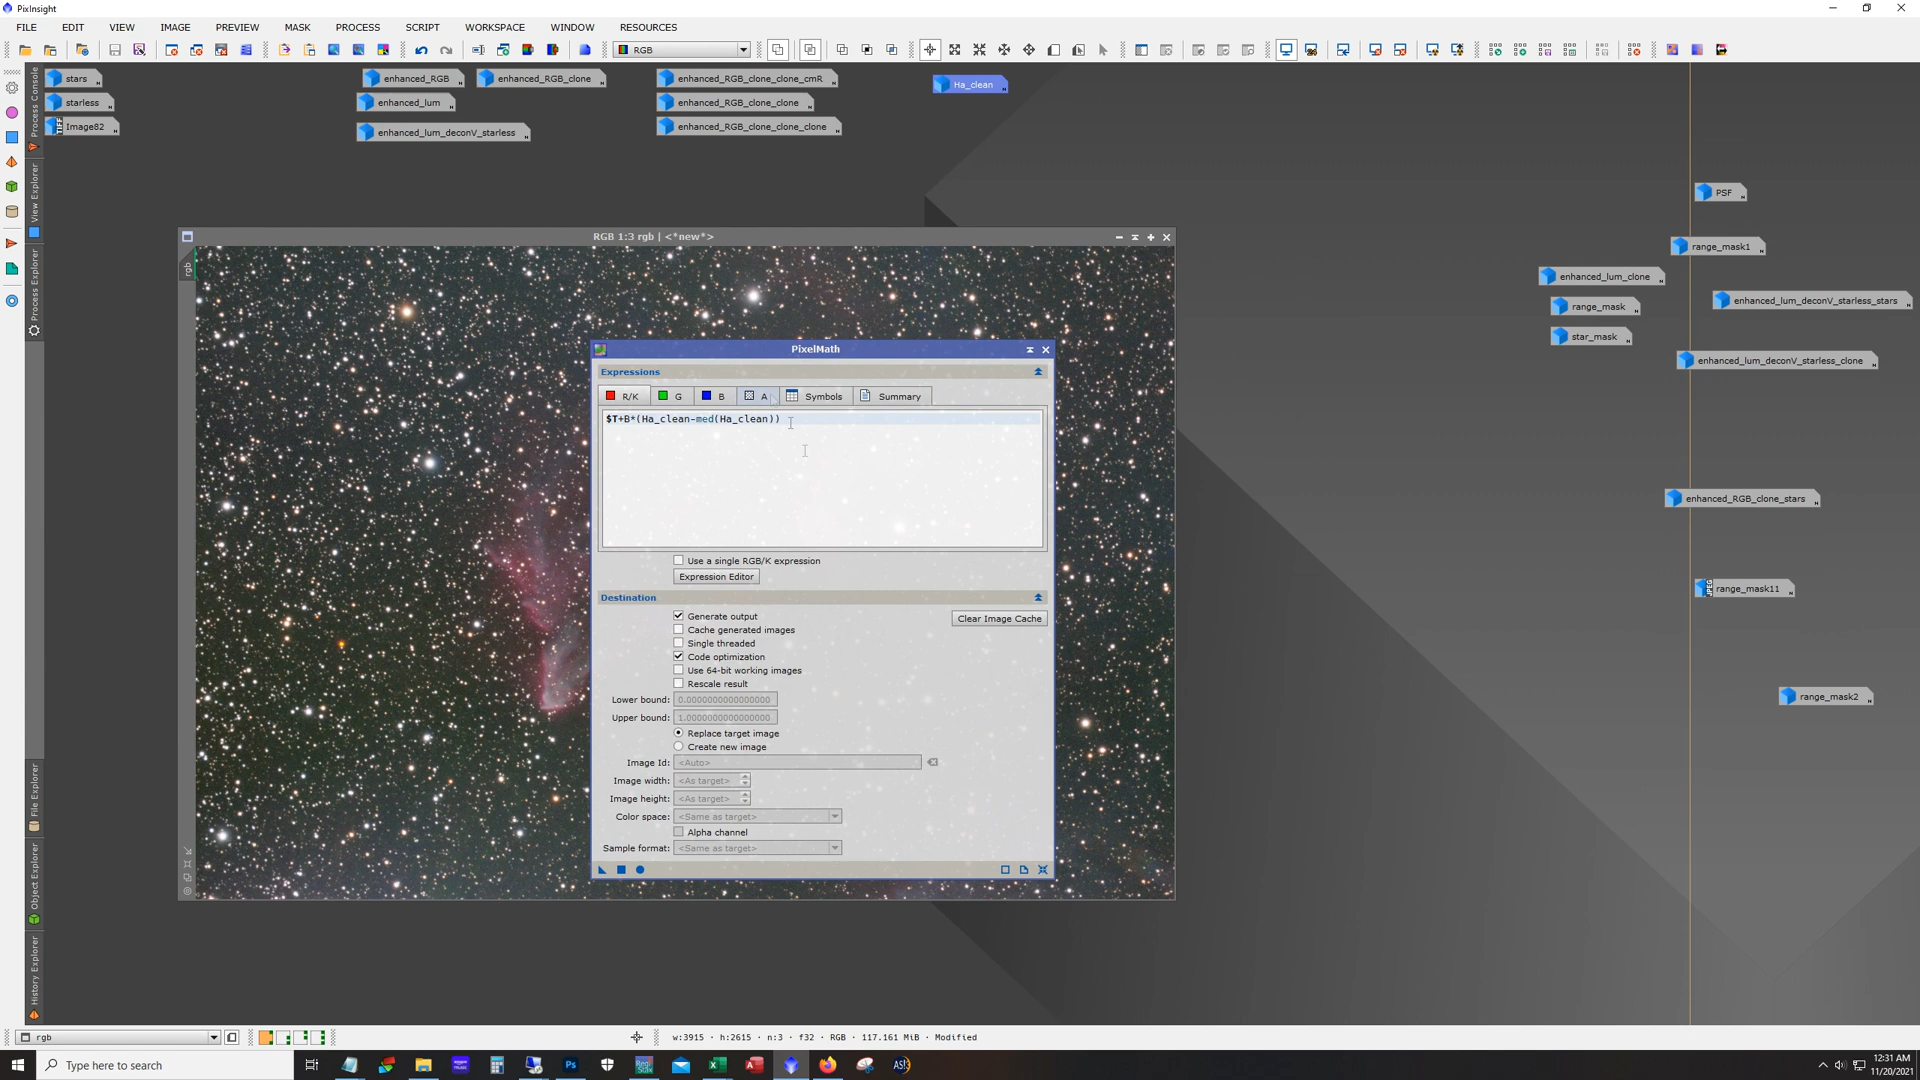 PixInsight
FILE EDIT VIEW IMAGE PREVIEW MASK PROCESS SCRIPT WORKSPACE WINDOW RESOURCES
RGB
stars
enhanced_RGB
enhanced_RGB_clone
enhanced_RGB_clone_clone_cmR
Ha_clean
starless
enhanced_lum
enhanced_RGB_clone_clone
TIFF
Image82
enhanced_lum_deconV_starless
enhanced_RGB_clone_clone_clone
Process Console
View Explorer
Process Explorer
File Explorer
Object Explorer
History Explorer
PSF
range_mask1
enhanced_lum_clone
enhanced_lum_deconV_starless_stars
range_mask
star_mask
enhanced_lum_deconV_starless_clone
enhanced_RGB_clone_stars
range_mask11
range_mask2
RGB 1:3 rgb | <*new*>
rgb
PixelMath
Expressions
R/K G B A Symbols Summary
$T+B*(Ha_clean-med(Ha_clean))
Use a single RGB/K expression
Expression Editor
Destination
Generate output
Clear Image Cache
Cache generated images
Single threaded
Code optimization
Use 64-bit working images
Rescale result
Lower bound: 0.0000000000000000
Upper bound: 1.0000000000000000
Replace target image
Create new image
Image Id: <Auto>
Image width: <As target>
Image height: <As target>
Color space: <Same as target>
Alpha channel
Sample format: <Same as target>
rgb
w:3915 · h:2615 · n:3 · f32 · RGB · 117.161 MiB · Modified
Type here to search
12:31 AM
11/20/2021